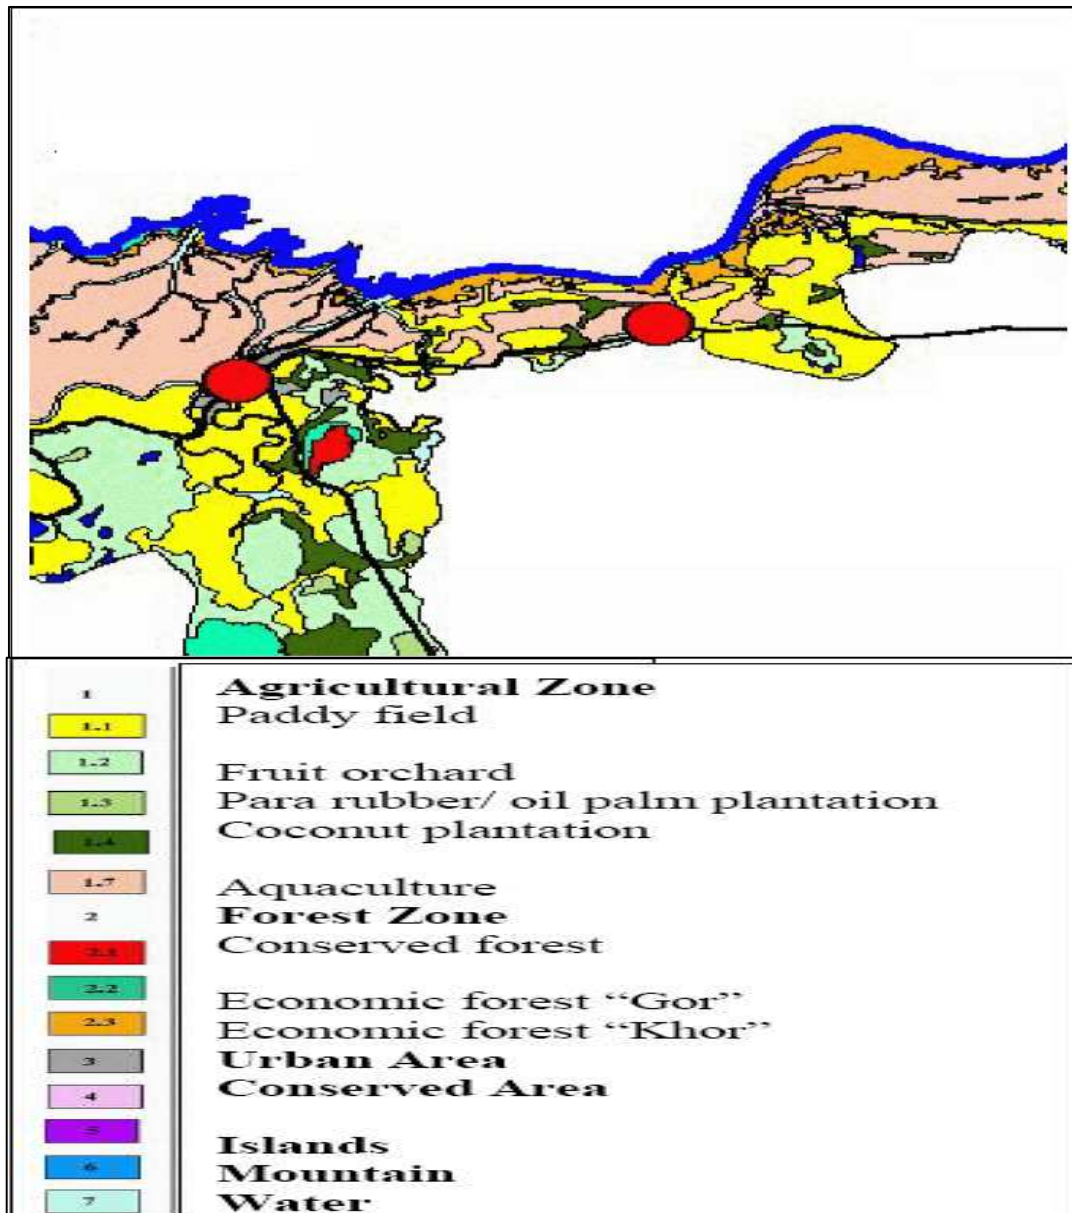 1 Agricultural Zone
1.1 Paddy field
1.2 Fruit orchard
1.3 Para rubber/ oil palm plantation
1.4 Coconut plantation
1.7 Aquaculture
2 Forest Zone
2.1 Conserved forest
2.2 Economic forest “Gor”
2.3 Economic forest “Khor”
3 Urban Area
4 Conserved Area
5 Islands
6 Mountain
7 Water